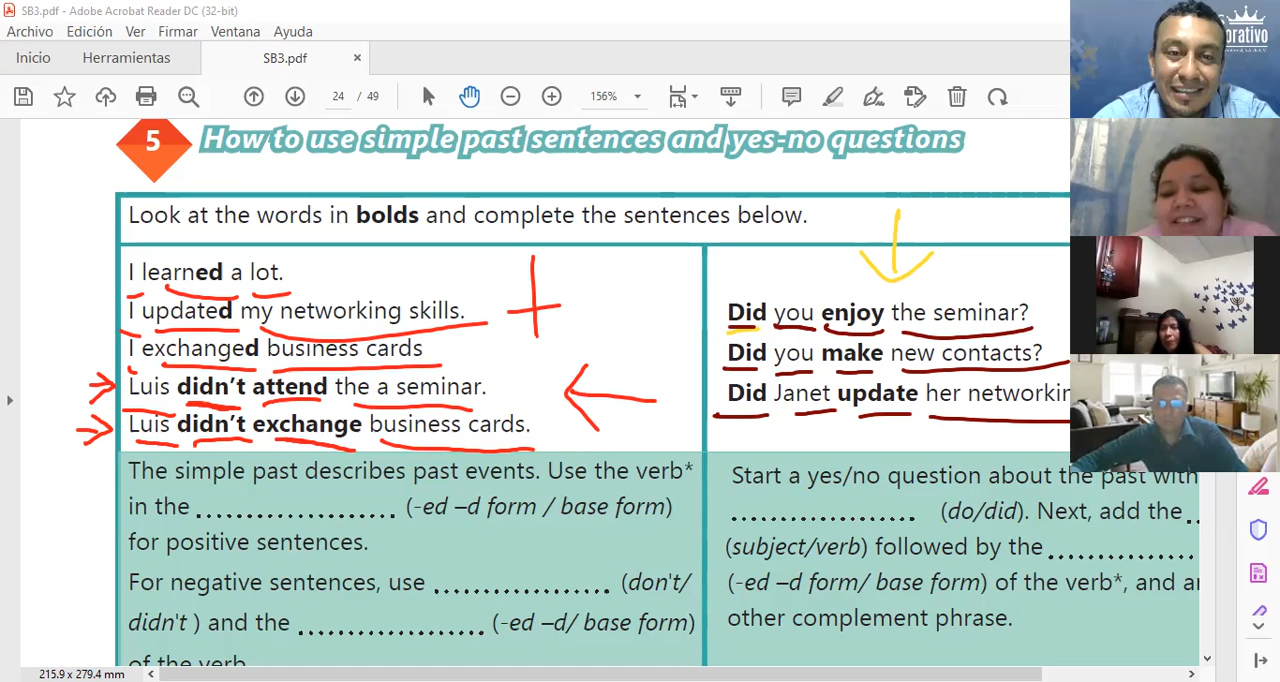 SB3.pdf - Adobe Acrobat Reader DC (32-bit)
Archivo Edición Ver Firmar Ventana Ayuda
Inicio Herramientas SB3.pdf ×
24 / 49 156%
orativo
5 How to use simple past sentences and yes-no questions
Look at the words in bolds and complete the sentences below.
I learned a lot.
I updated my networking skills.
I exchanged business cards
Luis didn't attend the a seminar.
Luis didn't exchange business cards.
Did you enjoy the seminar?
Did you make new contacts?
Did Janet update her networkin
The simple past describes past events. Use the verb*
in the .................... (-ed –d form / base form)
for positive sentences.
For negative sentences, use .................... (don't/
didn't ) and the .................... (-ed –d/ base form)
of the verb
Start a yes/no question about the past with
.................... (do/did). Next, add the ..
(subject/verb) followed by the ................
(-ed –d form/ base form) of the verb*, and a
other complement phrase.
215.9 x 279.4 mm